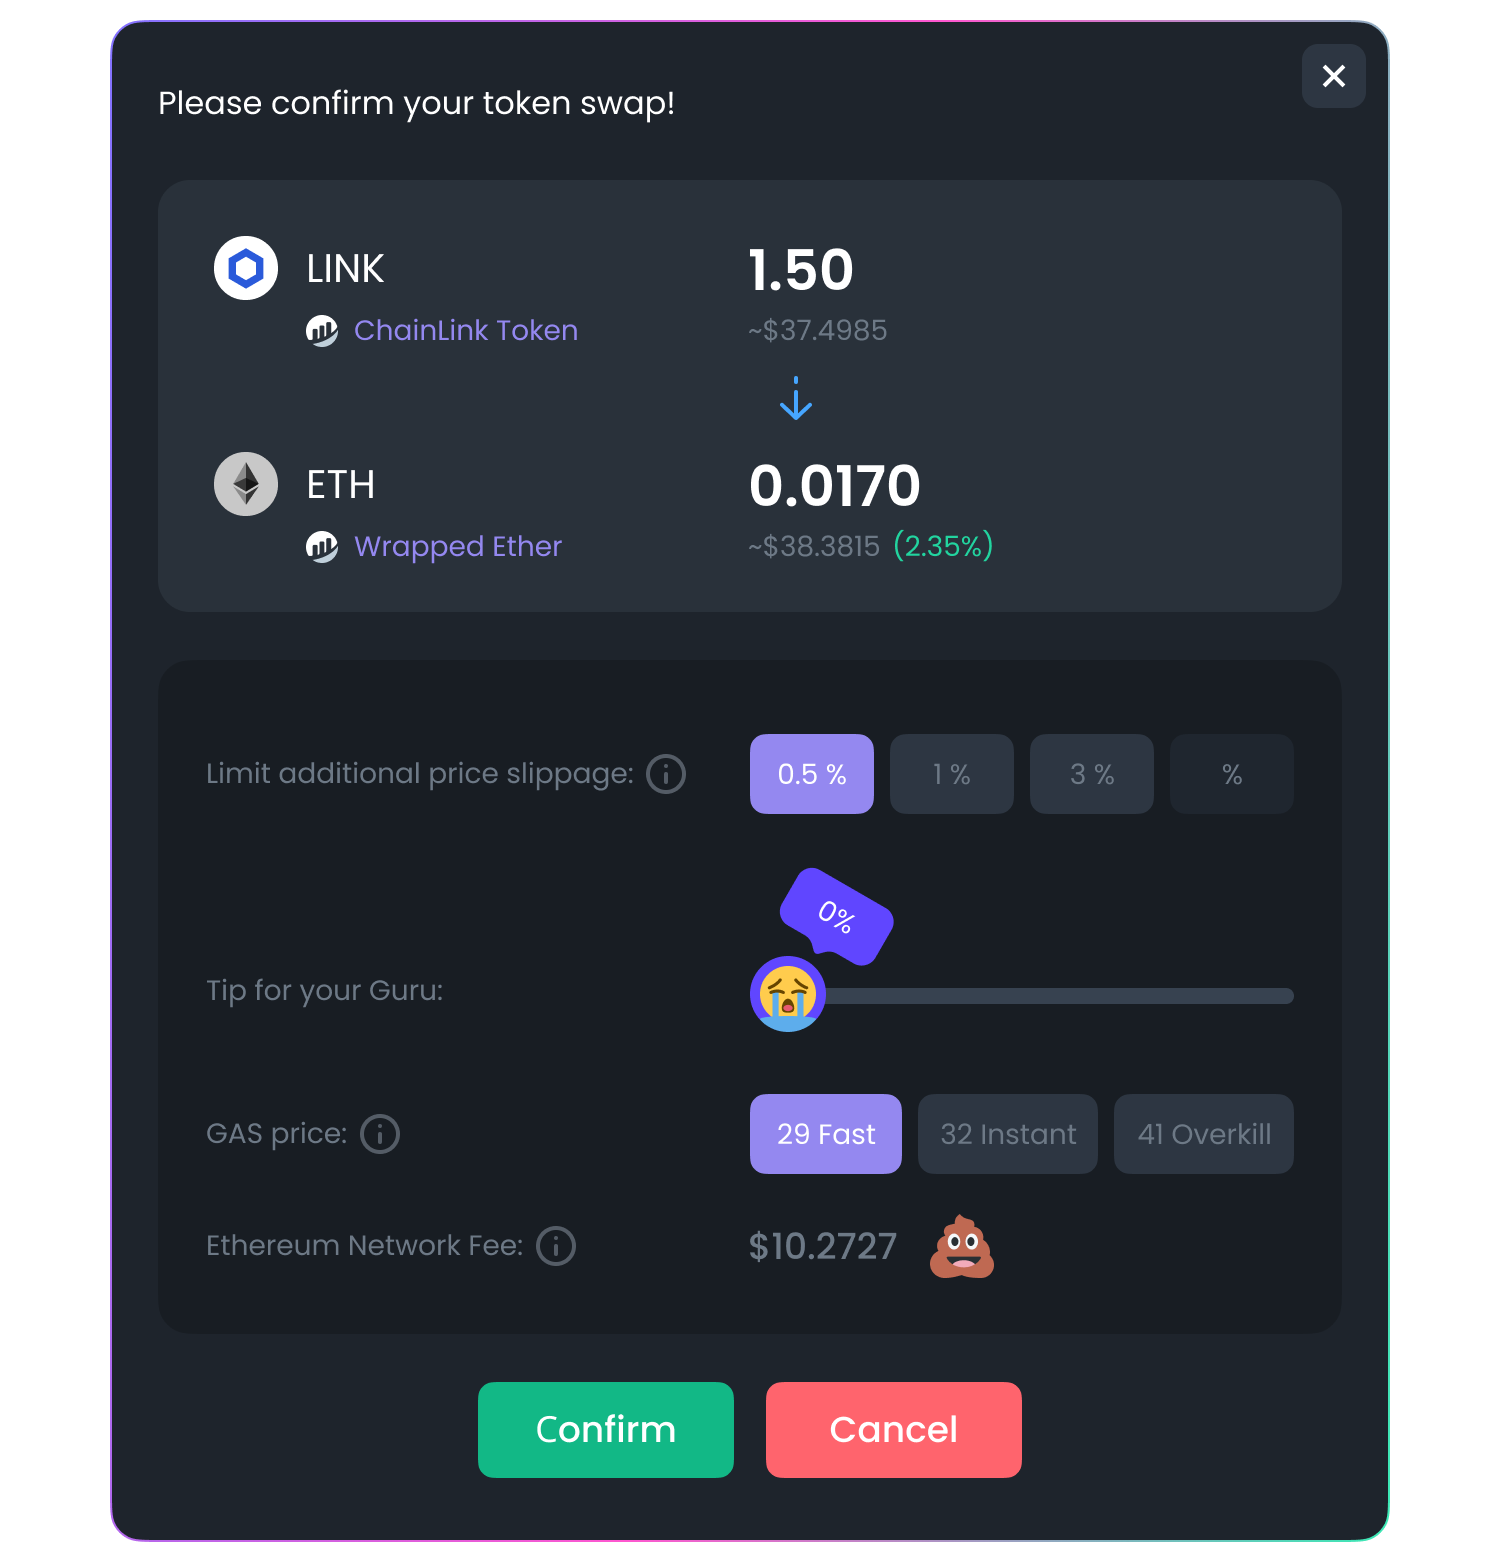 Please confirm your token swap!
LINK 1.50
ChainLink Token ~$37.4985
ETH 0.0170
Wrapped Ether ~$38.3815 (2.35%)
Limit additional price slippage: 0.5 % 1 % 3 % %
0%
Tip for your Guru:
GAS price: 29 Fast 32 Instant 41 Overkill
Ethereum Network Fee: $10.2727
Confirm Cancel